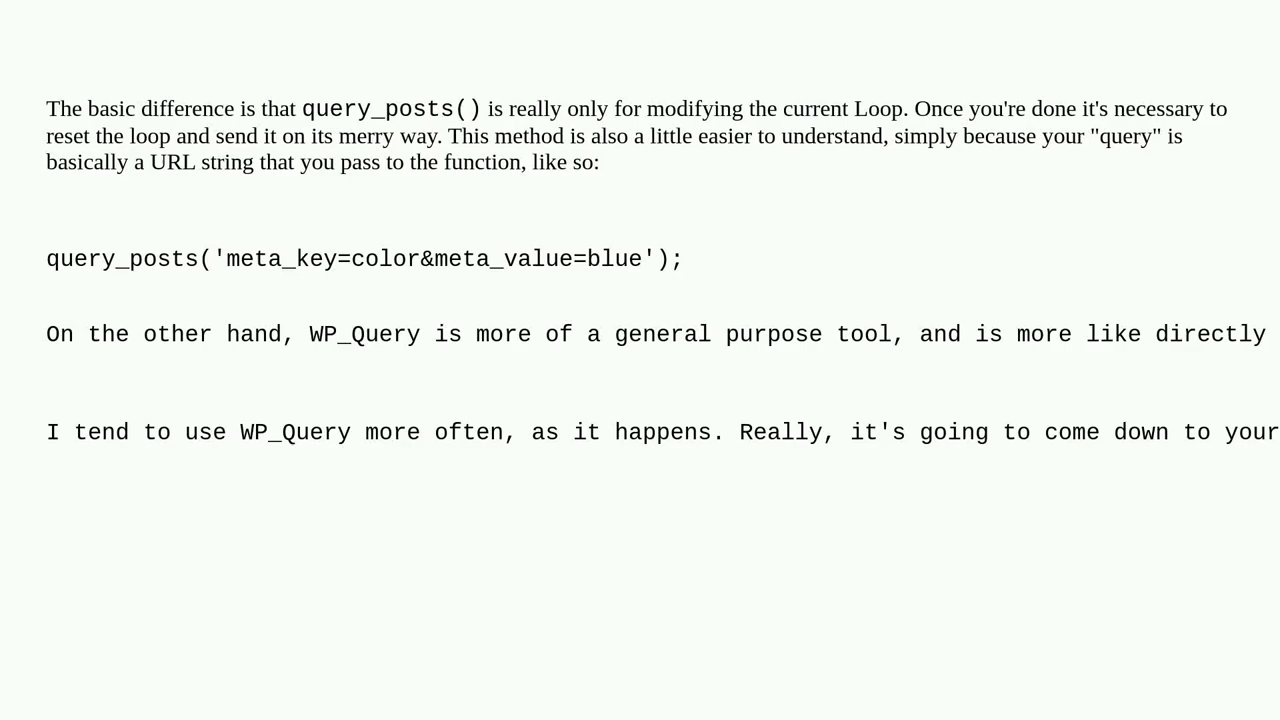 The basic difference is that query_posts() is really only for modifying the current Loop. Once you're done it's necessary to
reset the loop and send it on its merry way. This method is also a little easier to understand, simply because your "query" is
basically a URL string that you pass to the function, like so:
query_posts('meta_key=color&meta_value=blue');
On the other hand, WP_Query is more of a general purpose tool, and is more like directly
I tend to use WP_Query more often, as it happens. Really, it's going to come down to your